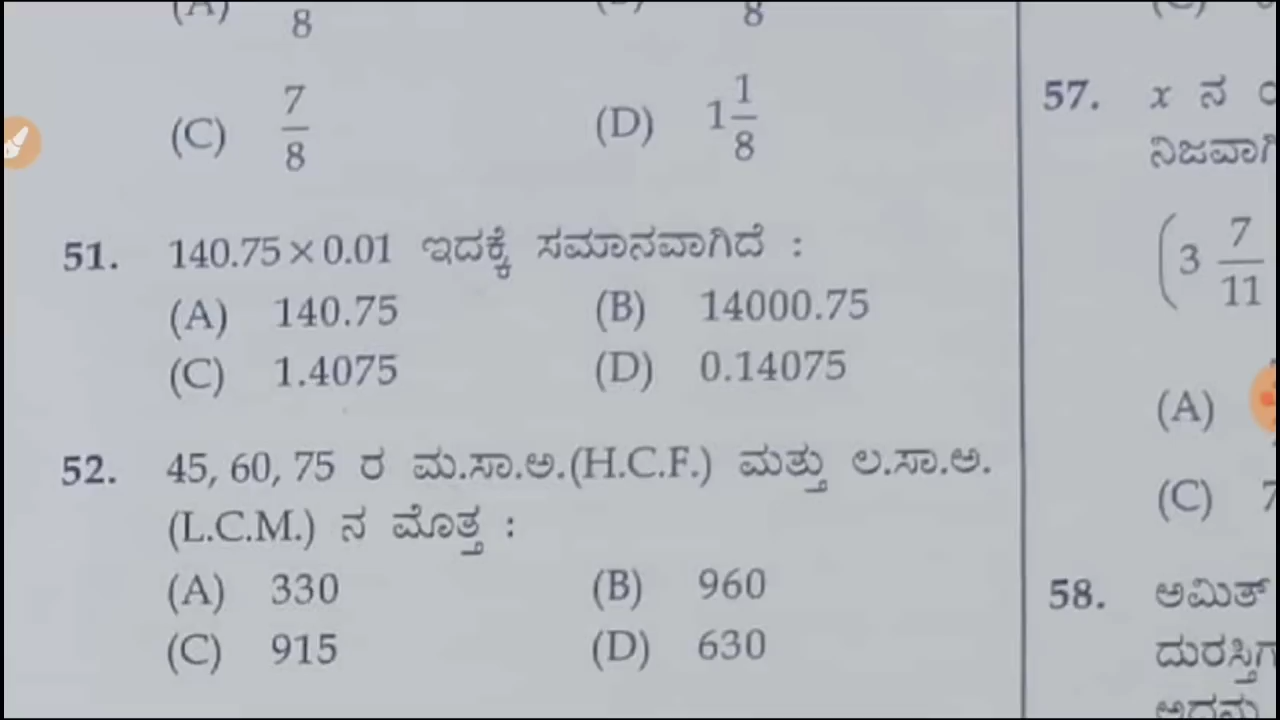 (A) 8 8
(C) 7/8 (D) 1 1/8
51. 140.75×0.01 ಇದಕ್ಕೆ ಸಮಾನವಾಗಿದೆ :
(A) 140.75 (B) 14000.75
(C) 1.4075 (D) 0.14075
52. 45, 60, 75 ರ ಮ.ಸಾ.ಅ.(H.C.F.) ಮತ್ತು ಲ.ಸಾ.ಅ.
(L.C.M.) ನ ಮೊತ್ತ :
(A) 330 (B) 960
(C) 915 (D) 630
57. x ನ
(3 7/11
(A)
(C) 7
58. ಅಮಿತ್